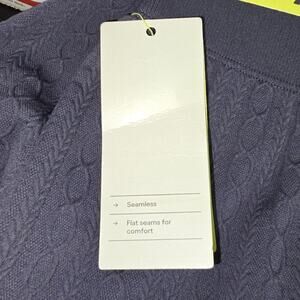 → Seamless
→ Flat seams for
comfort